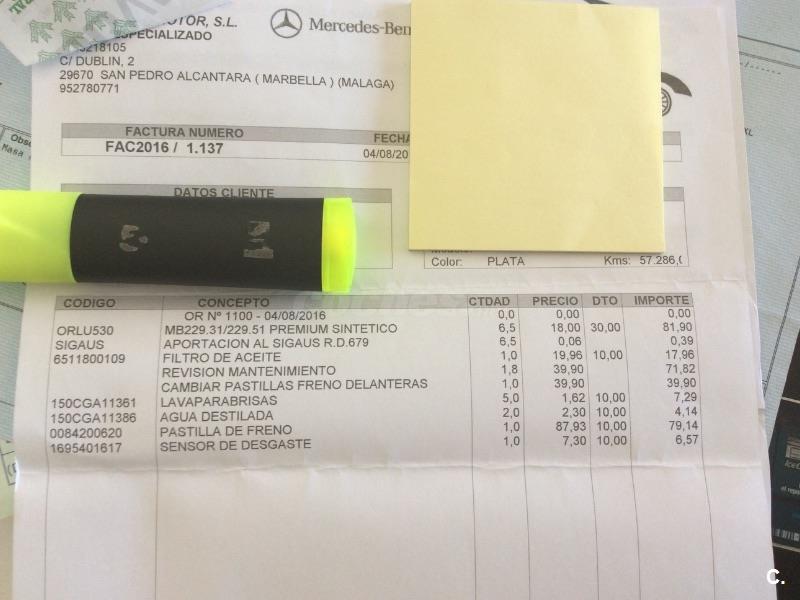 MOTOR, S.L.
ESPECIALIZADO
Mercedes-Ben
218105
C/ DUBLIN, 2
29670 SAN PEDRO ALCANTARA ( MARBELLA ) (MALAGA)
952780771
FACTURA NUMERO
FECHA
FAC2016 / 1.137
04/08/20
DATOS CLIENTE
Color: PLATA Kms: 57.286,0
CODIGO CONCEPTO CTDAD PRECIO DTO IMPORTE
OR Nº 1100 - 04/08/2016 0,0 0,00 0,00
ORLU530 MB229.31/229.51 PREMIUM SINTETICO 6,5 18,00 30,00 81,90
SIGAUS APORTACION AL SIGAUS R.D.679 6,5 0,06 0,39
6511800109 FILTRO DE ACEITE 1,0 19,96 10,00 17,96
REVISION MANTENIMIENTO 1,8 39,90 71,82
CAMBIAR PASTILLAS FRENO DELANTERAS 1,0 39,90 39,90
150CGA11361 LAVAPARABRISAS 5,0 1,62 10,00 7,29
150CGA11386 AGUA DESTILADA 2,0 2,30 10,00 4,14
0084200620 PASTILLA DE FRENO 1,0 87,93 10,00 79,14
1695401617 SENSOR DE DESGASTE 1,0 7,30 10,00 6,57
C.